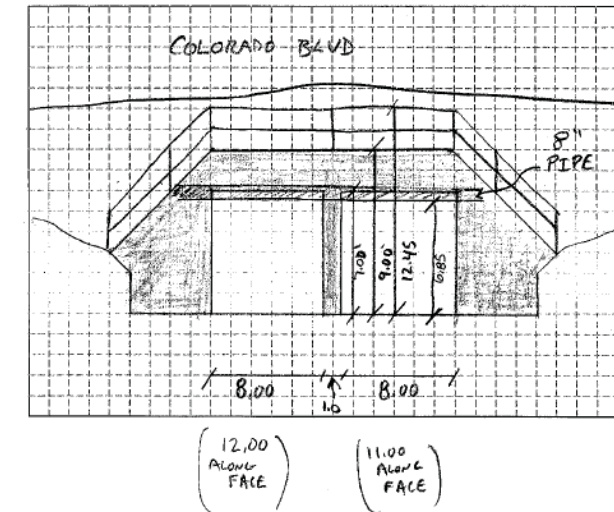 COLORADO BLVD
8"
PIPE
7.00'
9.00'
12.45
6.85
8.00
1.0
8.00
(12.00
ALONG
FACE)
(11.00
ALONG
FACE)